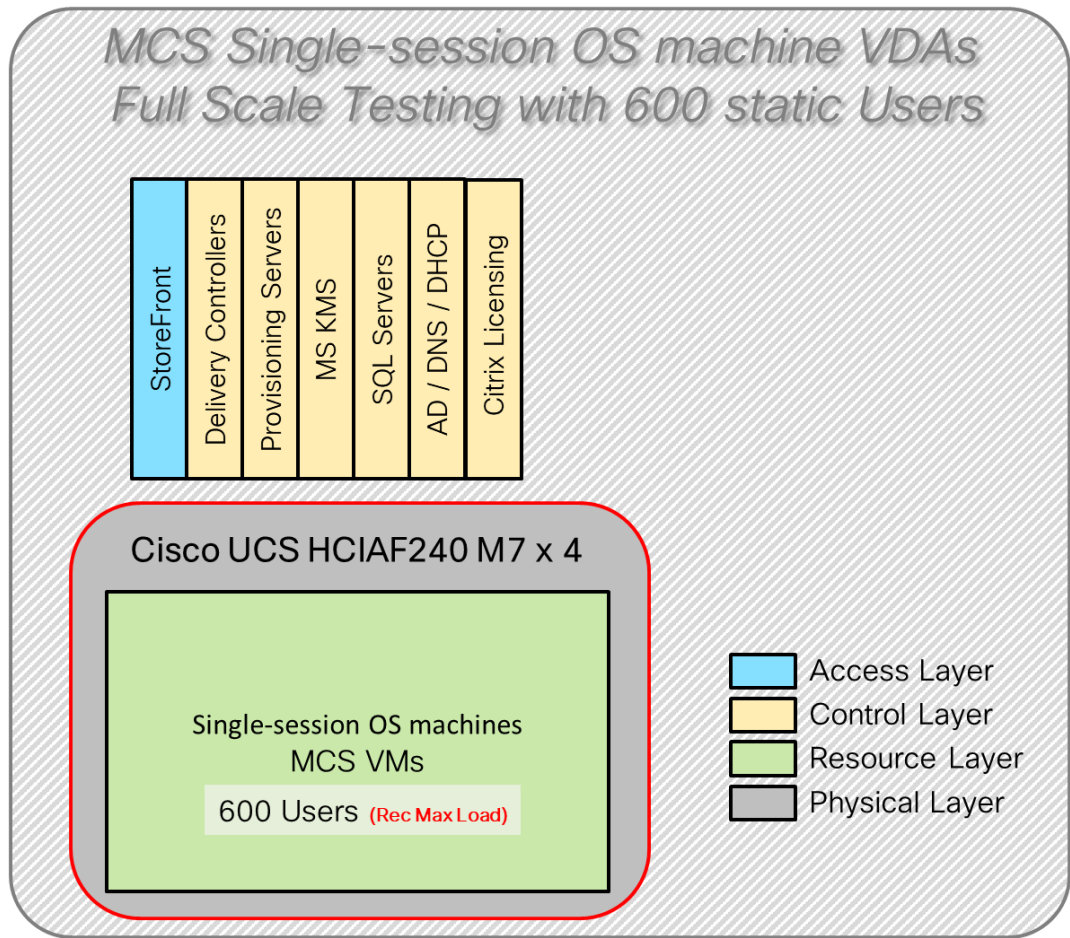 MCS Single-session OS machine VDAs
Full Scale Testing with 600 static Users
StoreFront
Delivery Controllers
Provisioning Servers
MS KMS
SQL Servers
AD / DNS / DHCP
Citrix Licensing
Cisco UCS HCIAF240 M7 x 4
Single-session OS machines
MCS VMs
600 Users (Rec Max Load)
Access Layer
Control Layer
Resource Layer
Physical Layer